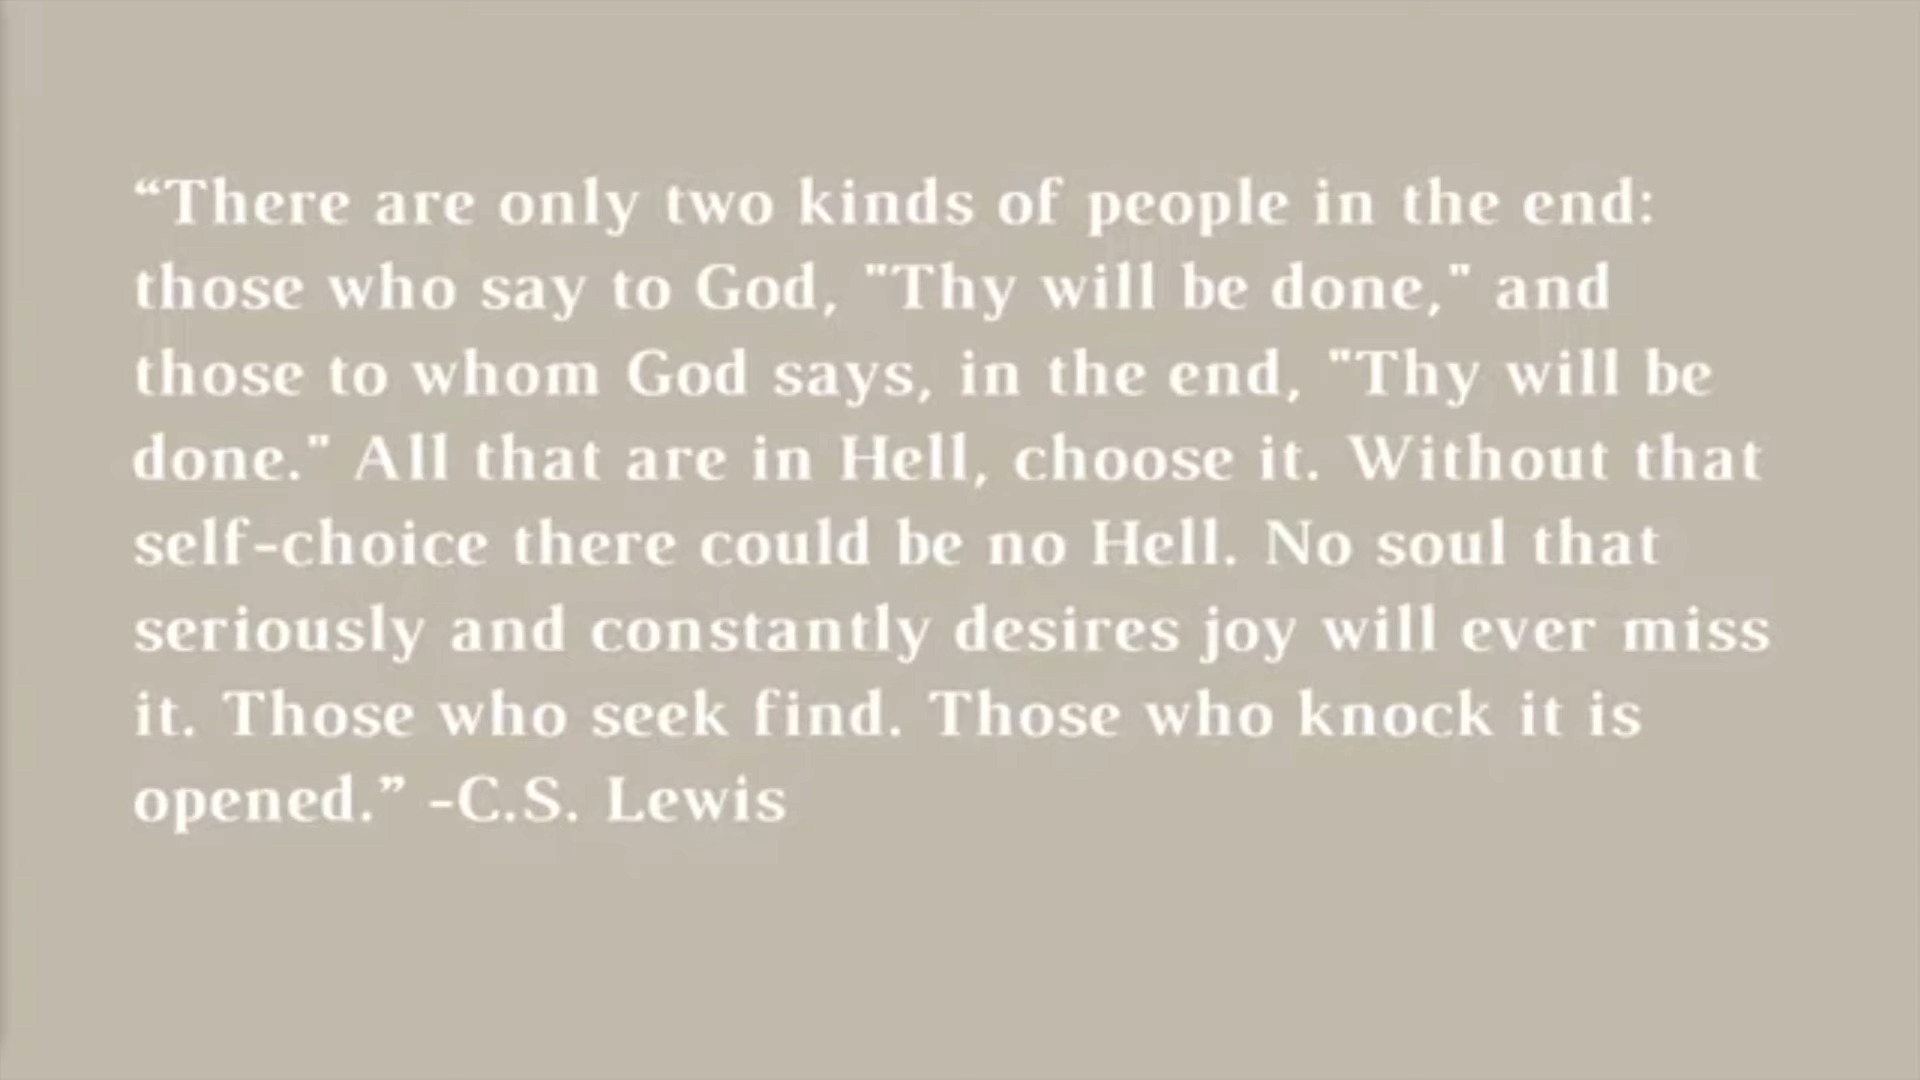 “There are only two kinds of people in the end:
those who say to God, "Thy will be done," and
those to whom God says, in the end, "Thy will be
done." All that are in Hell, choose it. Without that
self-choice there could be no Hell. No soul that
seriously and constantly desires joy will ever miss
it. Those who seek find. Those who knock it is
opened.” -C.S. Lewis